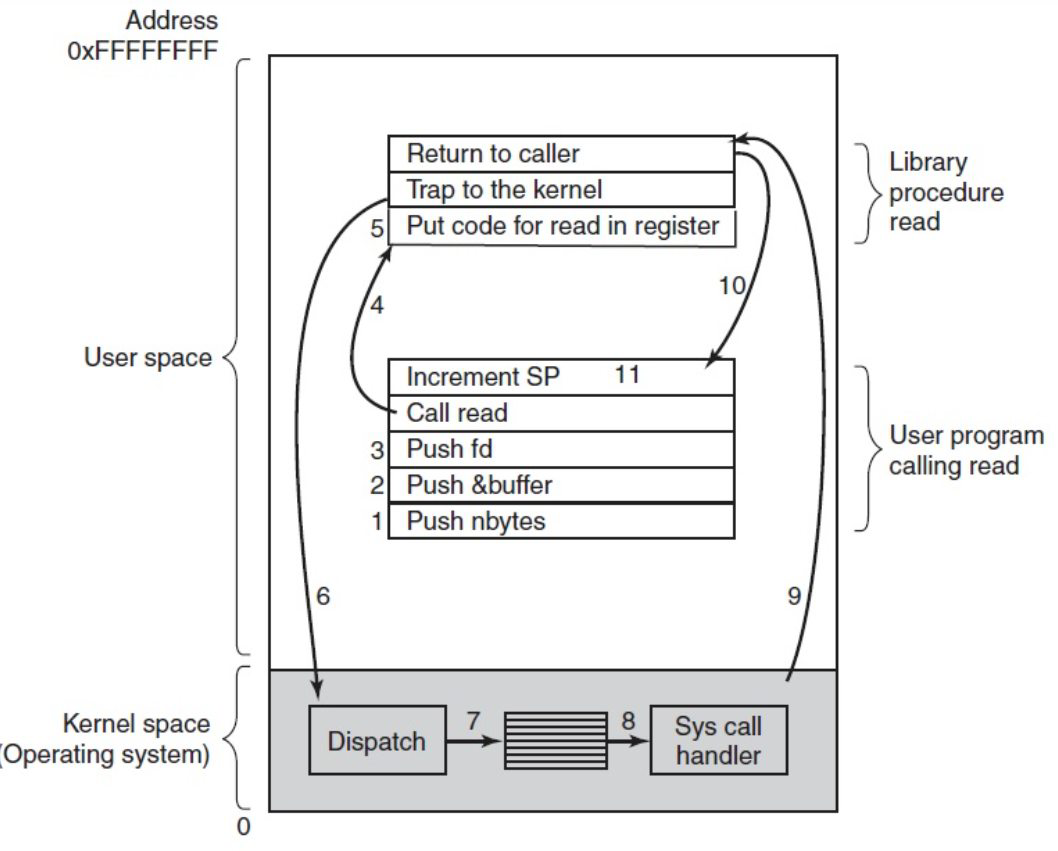 Address
0xFFFFFFFF
Return to caller
Trap to the kernel
5 Put code for read in register
Library
procedure
read
4
10
User space
Increment SP 11
Call read
3 Push fd
2 Push &buffer
1 Push nbytes
User program
calling read
6
9
Kernel space
(Operating system)
Dispatch
7
8
Sys call
handler
0